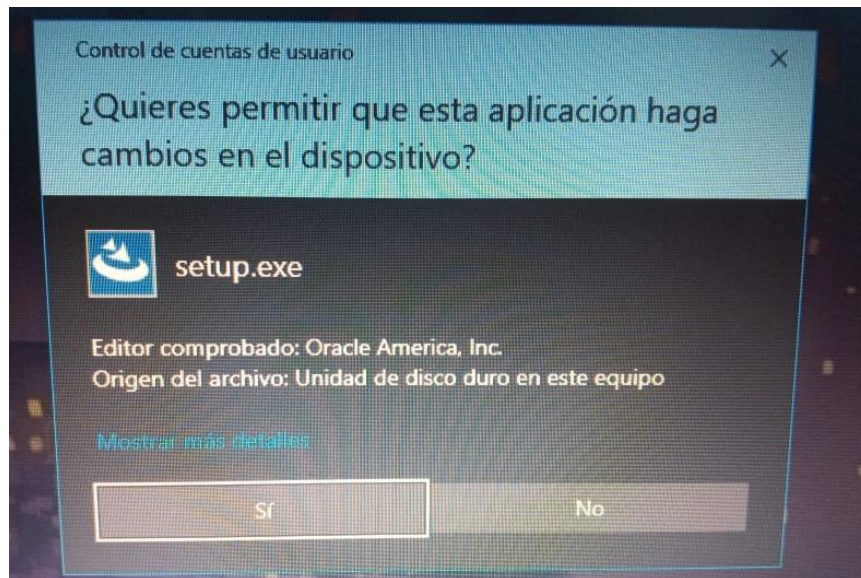 Control de cuentas de usuario
¿Quieres permitir que esta aplicación haga
cambios en el dispositivo?
setup.exe
Editor comprobado: Oracle America, Inc.
Origen del archivo: Unidad de disco duro en este equipo
Mostrar más detalles
Sí
No